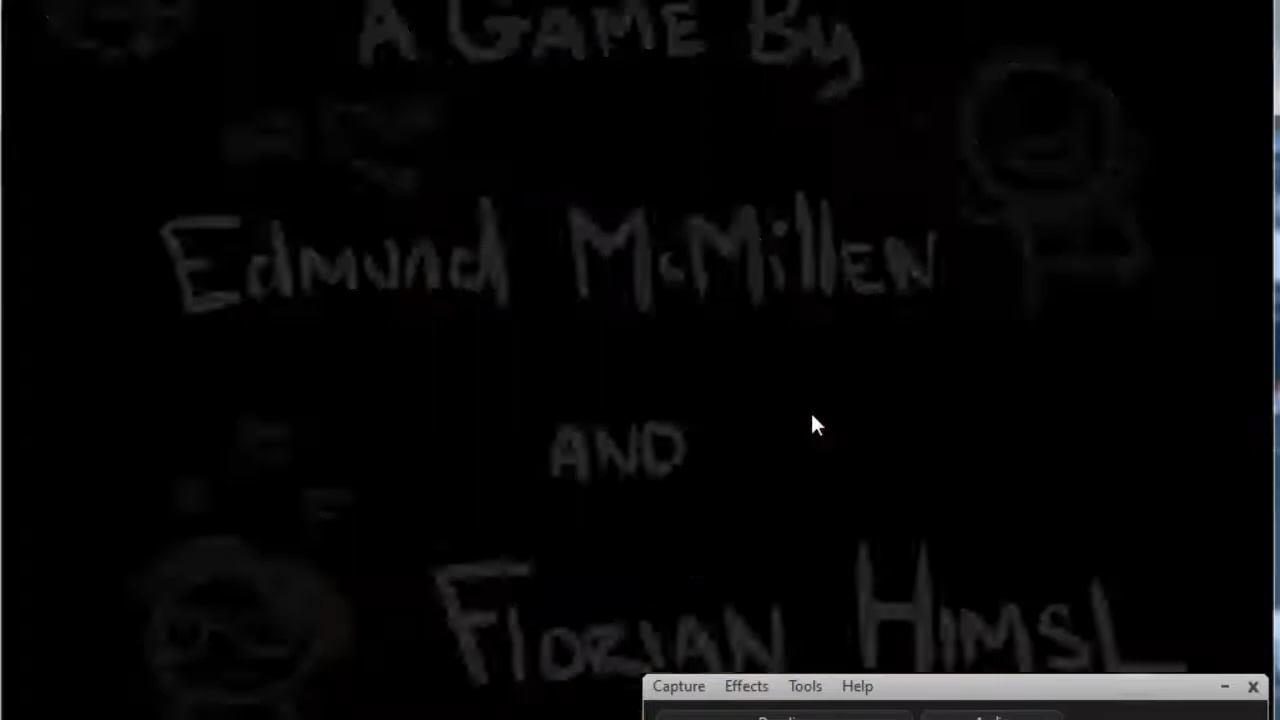 A GAME By
Edmund McMillen
AND
Florian Himsl
Capture Effects Tools Help